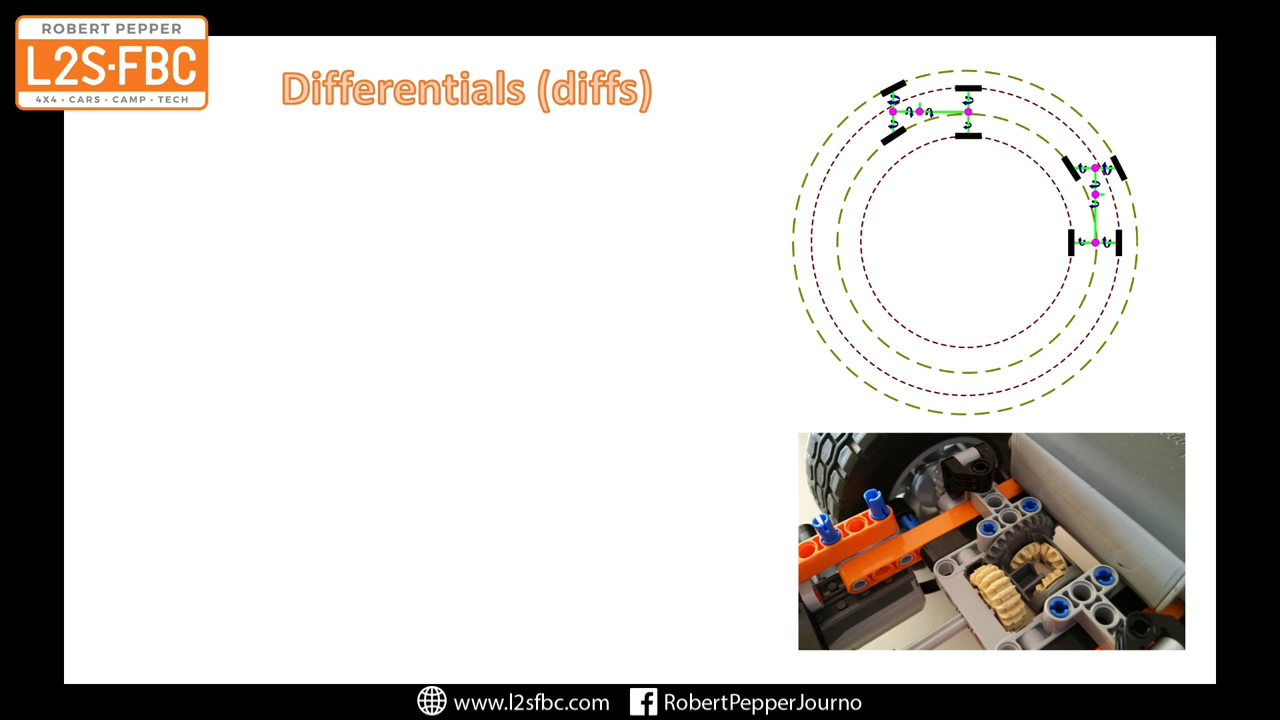 ROBERT PEPPER
L2S·FBC
4X4 · CARS · CAMP · TECH
Differentials (diffs)
www.l2sfbc.com
RobertPepperJourno